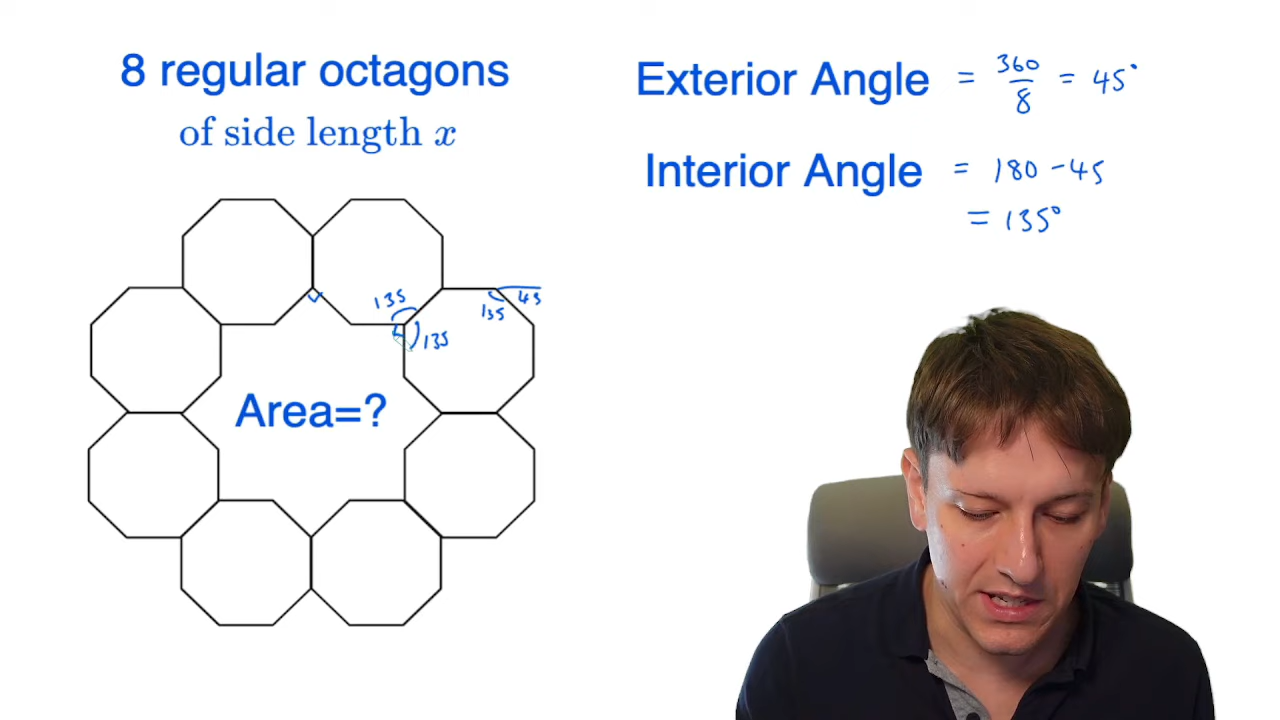 8 regular octagons
of side length x
Exterior Angle = 360/8 = 45°
Interior Angle = 180 - 45
= 135°
135
135
45
135
Area=?